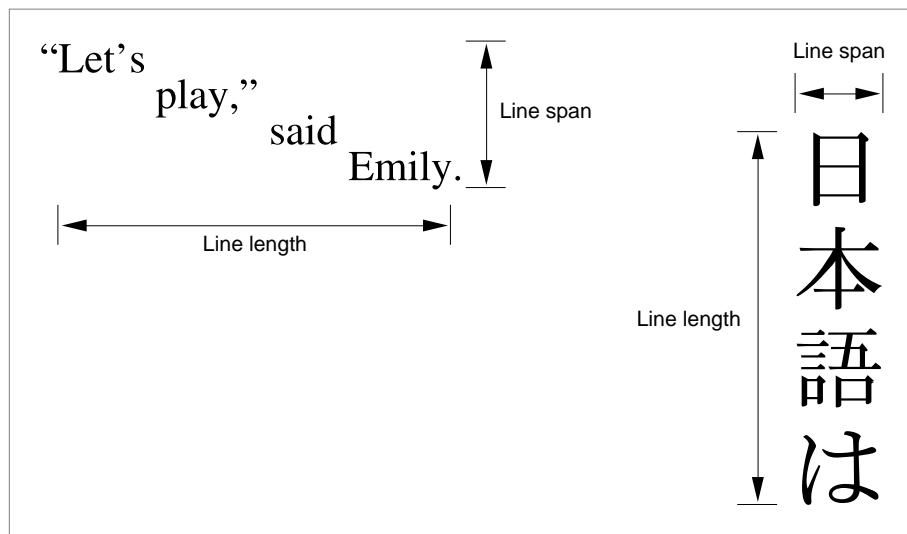 “Let’s
play,”
said
Emily.
Line span
Line length
Line span
Line length
日本語は